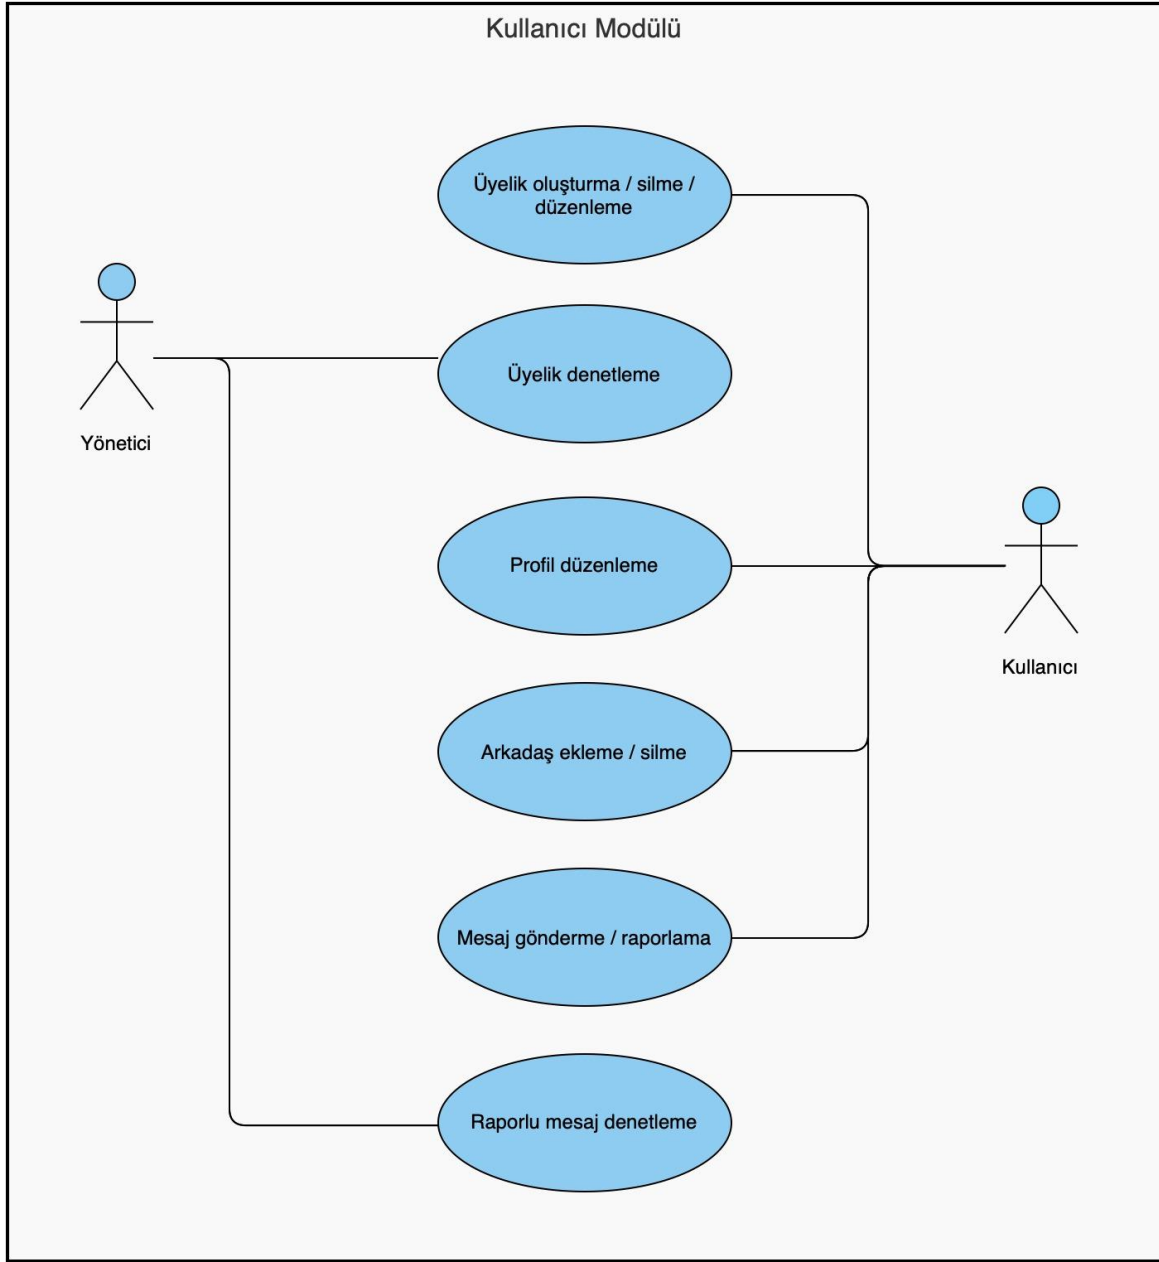 Kullanıcı Modülü
Üyelik oluşturma / silme /
düzenleme
Üyelik denetleme
Yönetici
Profil düzenleme
Kullanıcı
Arkadaş ekleme / silme
Mesaj gönderme / raporlama
Raporlu mesaj denetleme